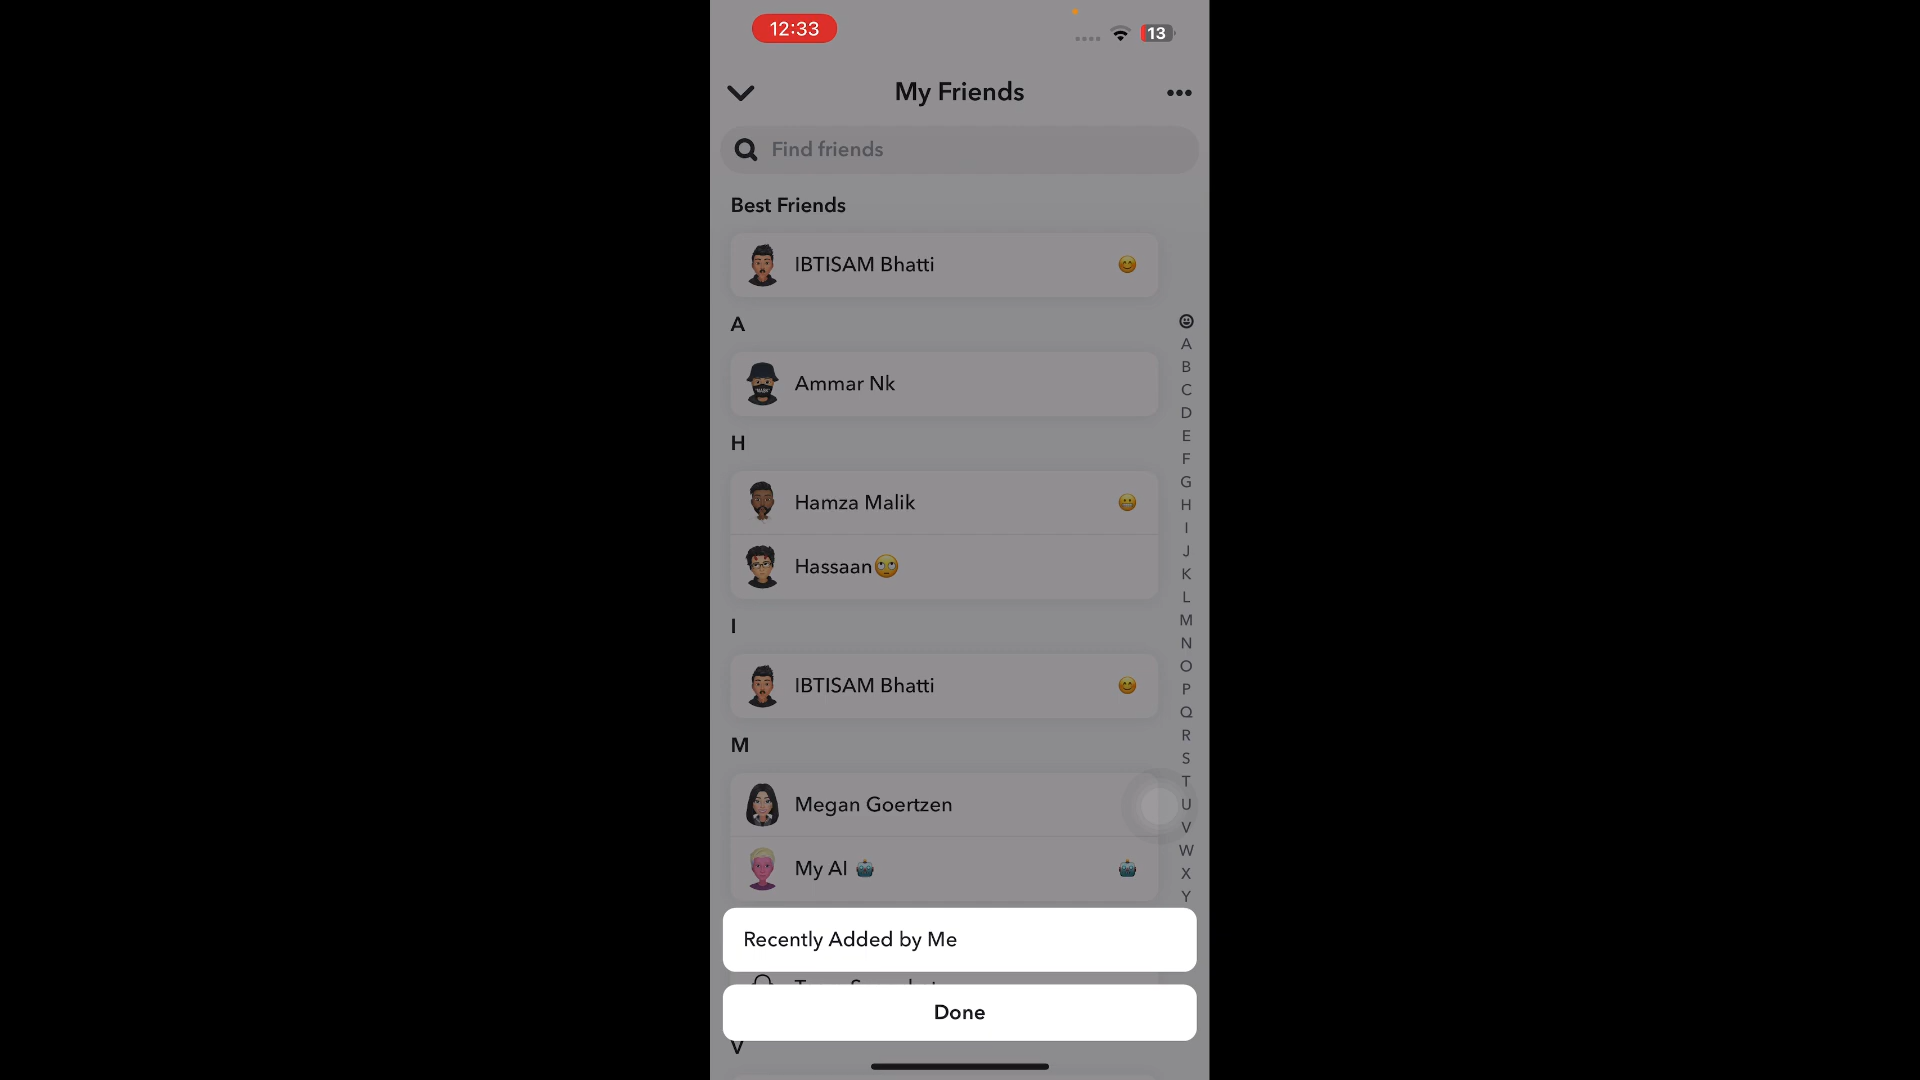 12:33
13
My Friends
Find friends
Best Friends
IBTISAM Bhatti 😊
A
Ammar Nk
H
Hamza Malik 😬
Hassaan🙄
I
IBTISAM Bhatti 😊
M
Megan Goertzen
My AI 🤖 🤖
A
B
C
D
E
F
G
H
I
J
K
L
M
N
O
P
Q
R
S
T
U
V
W
X
Y
Recently Added by Me
Done
V